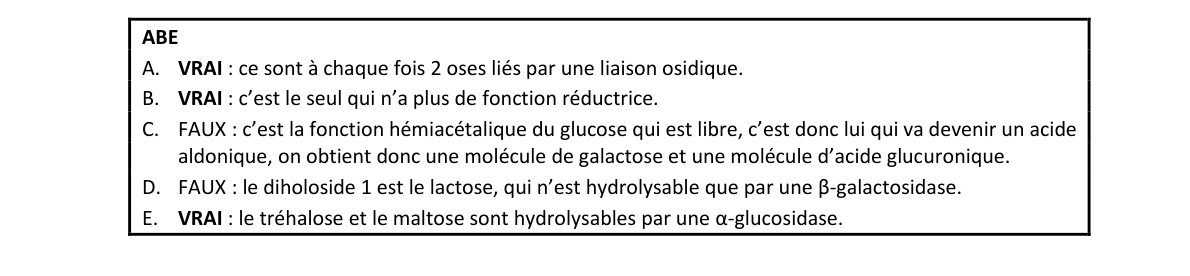 ABE
A. VRAI : ce sont à chaque fois 2 oses liés par une liaison osidique.
B. VRAI : c’est le seul qui n’a plus de fonction réductrice.
C. FAUX : c’est la fonction hémiacétalique du glucose qui est libre, c’est donc lui qui va devenir un acide
aldonique, on obtient donc une molécule de galactose et une molécule d’acide glucuronique.
D. FAUX : le diholoside 1 est le lactose, qui n’est hydrolysable que par une β-galactosidase.
E. VRAI : le tréhalose et le maltose sont hydrolysables par une α-glucosidase.